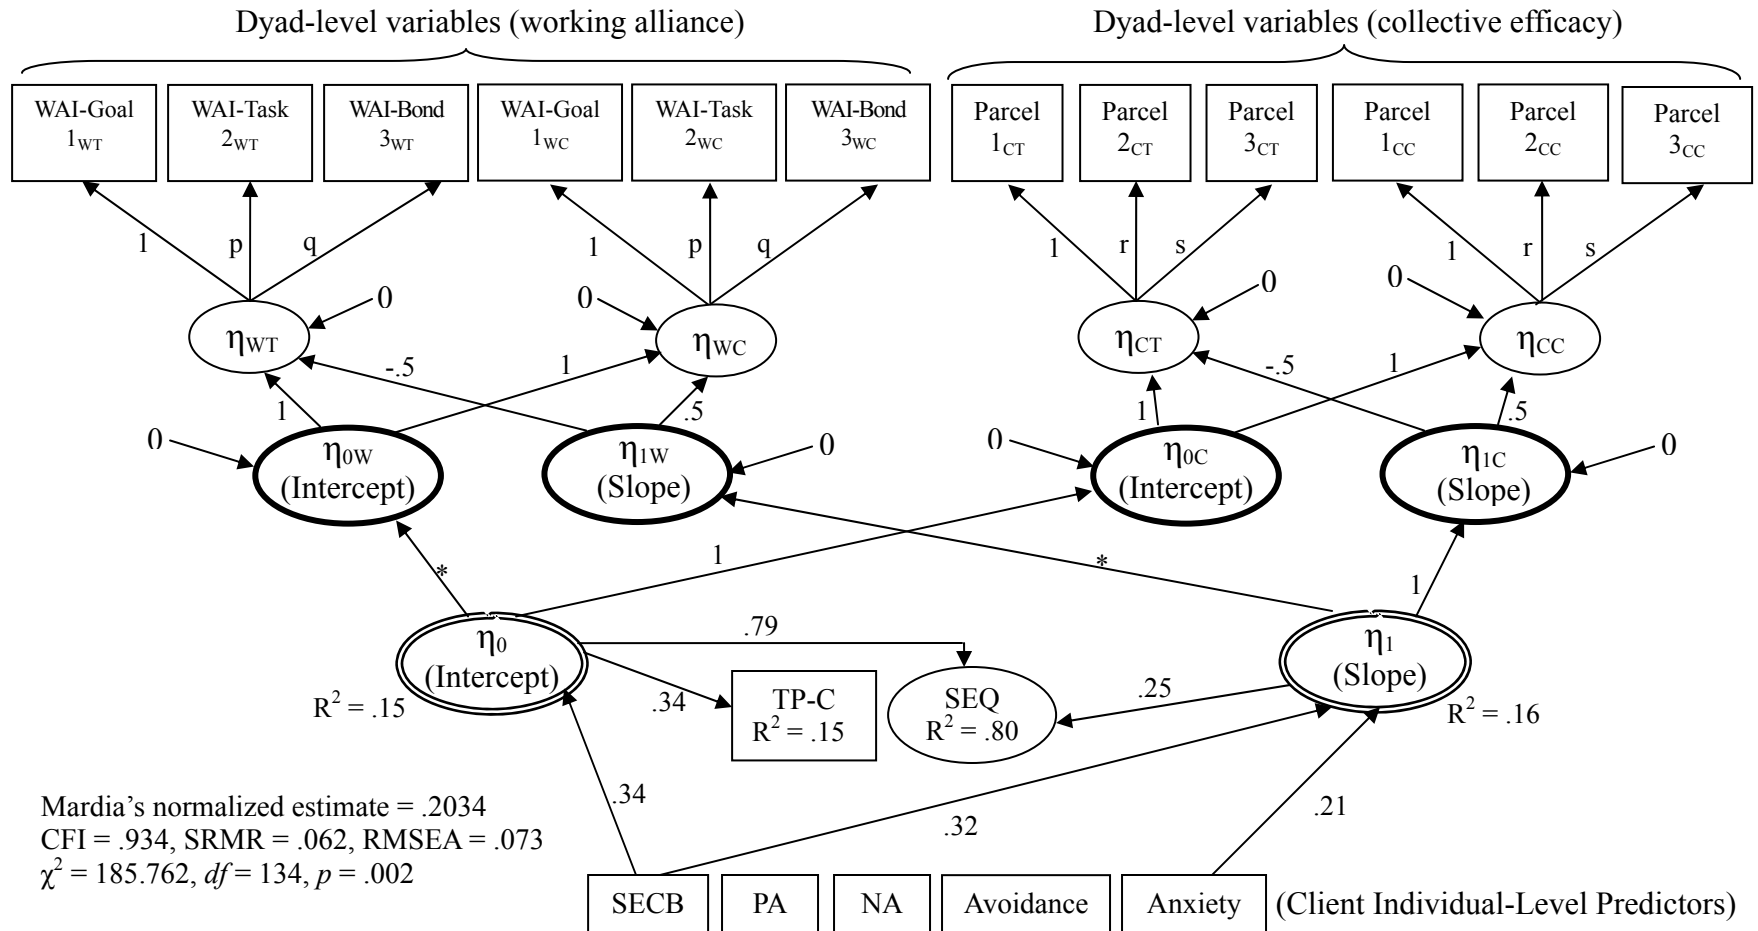 Dyad-level variables (working alliance)
Dyad-level variables (collective efficacy)
WAI-Goal
1WT
WAI-Task
2WT
WAI-Bond
3WT
WAI-Goal
1WC
WAI-Task
2WC
WAI-Bond
3WC
Parcel
1CT
Parcel
2CT
Parcel
3CT
Parcel
1CC
Parcel
2CC
Parcel
3CC
1
p
q
1
p
q
1
r
s
1
r
s
0
0
0
0
ηWT
ηWC
ηCT
ηCC
1
-.5
1
.5
1
-.5
1
.5
0
η0W
(Intercept)
η1W
(Slope)
0
0
η0C
(Intercept)
η1C
(Slope)
0
*
1
*
1
η0
(Intercept)
R² = .15
.79
.34
TP-C
R² = .15
SEQ
R² = .80
.25
η1
(Slope)
R² = .16
.34
.32
.21
Mardia’s normalized estimate = .2034
CFI = .934, SRMR = .062, RMSEA = .073
χ² = 185.762, df = 134, p = .002
SECB
PA
NA
Avoidance
Anxiety
(Client Individual-Level Predictors)